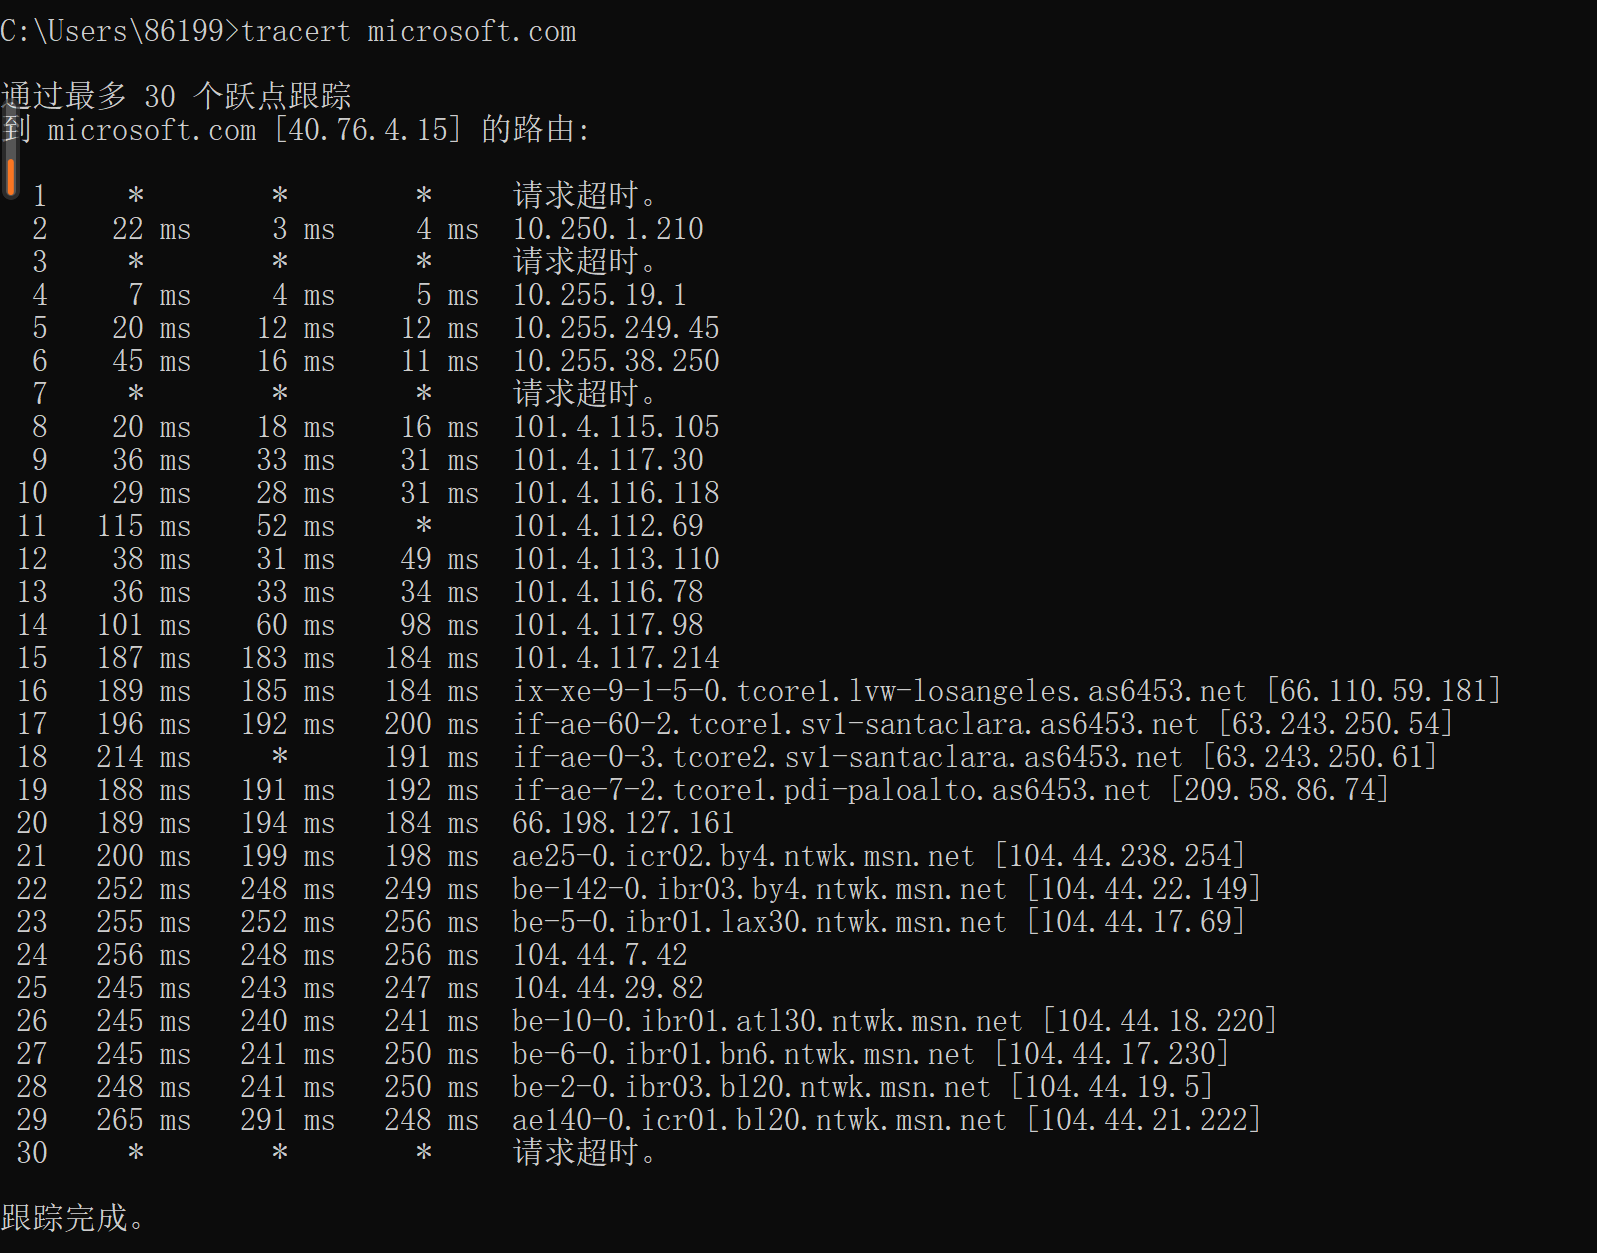 C:\Users\86199>tracert microsoft.com
通过最多 30 个跃点跟踪
到 microsoft.com [40.76.4.15] 的路由:
1 * * * 请求超时。
2 22 ms 3 ms 4 ms 10.250.1.210
3 * * * 请求超时。
4 7 ms 4 ms 5 ms 10.255.19.1
5 20 ms 12 ms 12 ms 10.255.249.45
6 45 ms 16 ms 11 ms 10.255.38.250
7 * * * 请求超时。
8 20 ms 18 ms 16 ms 101.4.115.105
9 36 ms 33 ms 31 ms 101.4.117.30
10 29 ms 28 ms 31 ms 101.4.116.118
11 115 ms 52 ms * 101.4.112.69
12 38 ms 31 ms 49 ms 101.4.113.110
13 36 ms 33 ms 34 ms 101.4.116.78
14 101 ms 60 ms 98 ms 101.4.117.98
15 187 ms 183 ms 184 ms 101.4.117.214
16 189 ms 185 ms 184 ms ix-xe-9-1-5-0.tcore1.lvw-losangeles.as6453.net [66.110.59.181]
17 196 ms 192 ms 200 ms if-ae-60-2.tcore1.sv1-santaclara.as6453.net [63.243.250.54]
18 214 ms * 191 ms if-ae-0-3.tcore2.sv1-santaclara.as6453.net [63.243.250.61]
19 188 ms 191 ms 192 ms if-ae-7-2.tcore1.pdi-paloalto.as6453.net [209.58.86.74]
20 189 ms 194 ms 184 ms 66.198.127.161
21 200 ms 199 ms 198 ms ae25-0.icr02.by4.ntwk.msn.net [104.44.238.254]
22 252 ms 248 ms 249 ms be-142-0.ibr03.by4.ntwk.msn.net [104.44.22.149]
23 255 ms 252 ms 256 ms be-5-0.ibr01.lax30.ntwk.msn.net [104.44.17.69]
24 256 ms 248 ms 256 ms 104.44.7.42
25 245 ms 243 ms 247 ms 104.44.29.82
26 245 ms 240 ms 241 ms be-10-0.ibr01.atl30.ntwk.msn.net [104.44.18.220]
27 245 ms 241 ms 250 ms be-6-0.ibr01.bn6.ntwk.msn.net [104.44.17.230]
28 248 ms 241 ms 250 ms be-2-0.ibr03.bl20.ntwk.msn.net [104.44.19.5]
29 265 ms 291 ms 248 ms ae140-0.icr01.bl20.ntwk.msn.net [104.44.21.222]
30 * * * 请求超时。
跟踪完成。